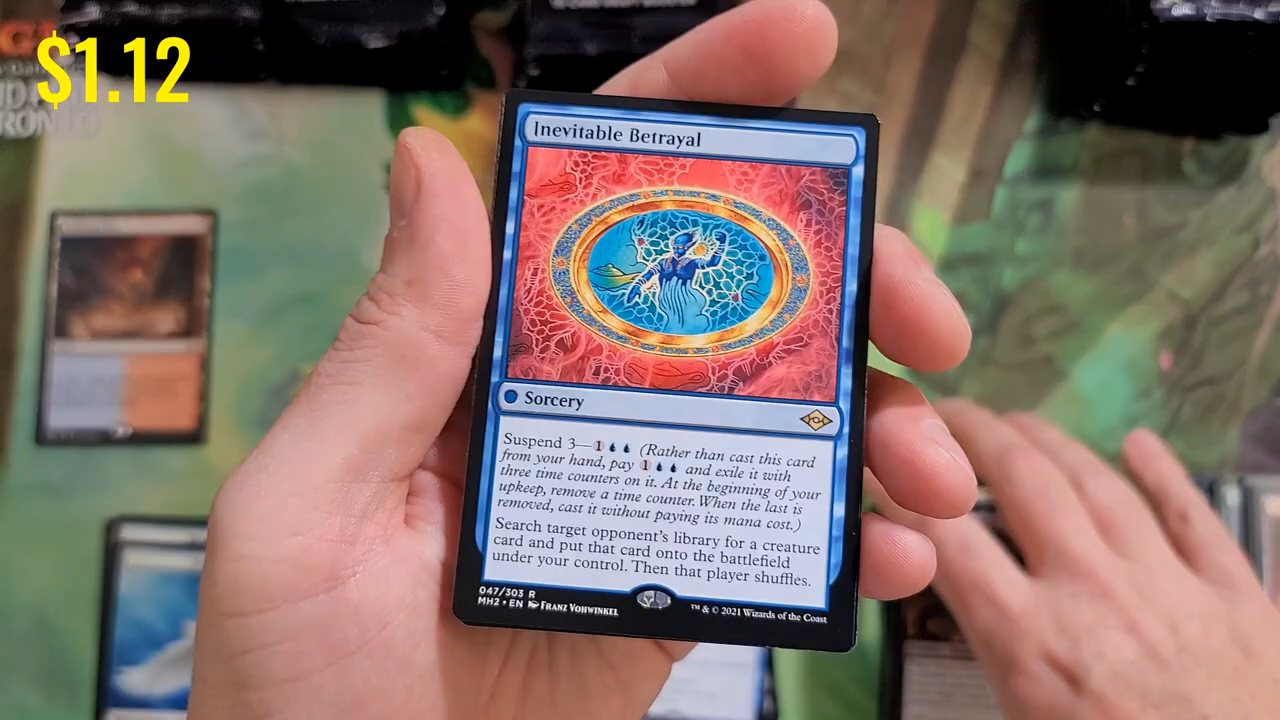 $1.12
Inevitable Betrayal
Sorcery
Suspend 3—1 (Rather than cast this card
from your hand, pay 1 and exile it with
three time counters on it. At the beginning of your
upkeep, remove a time counter. When the last is
removed, cast it without paying its mana cost.)
Search target opponent's library for a creature
card and put that card onto the battlefield
under your control. Then that player shuffles.
047/303 R
MH2 • EN Franz Vohwinkel
™ & © 2021 Wizards of the Coast